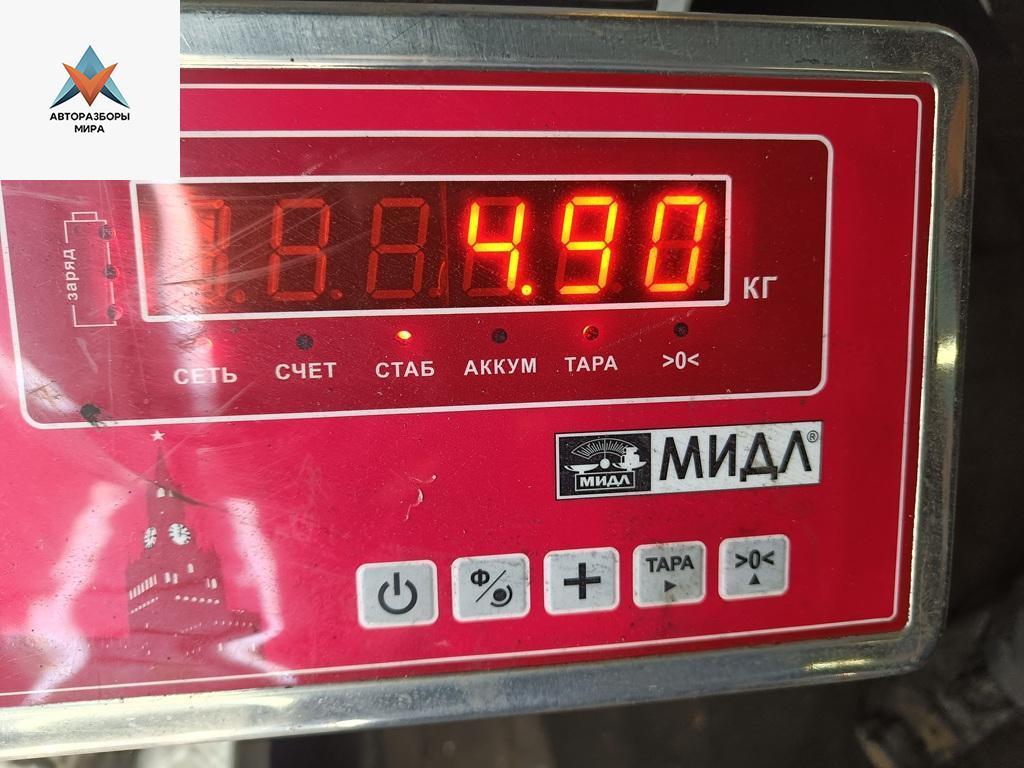 АВТОРАЗБОРЫ
МИРА
заряд
4.90
КГ
СЕТЬ СЧЕТ СТАБ АККУМ ТАРА >0<
МИДЛ МИДЛ®
Ф ТАРА >0<